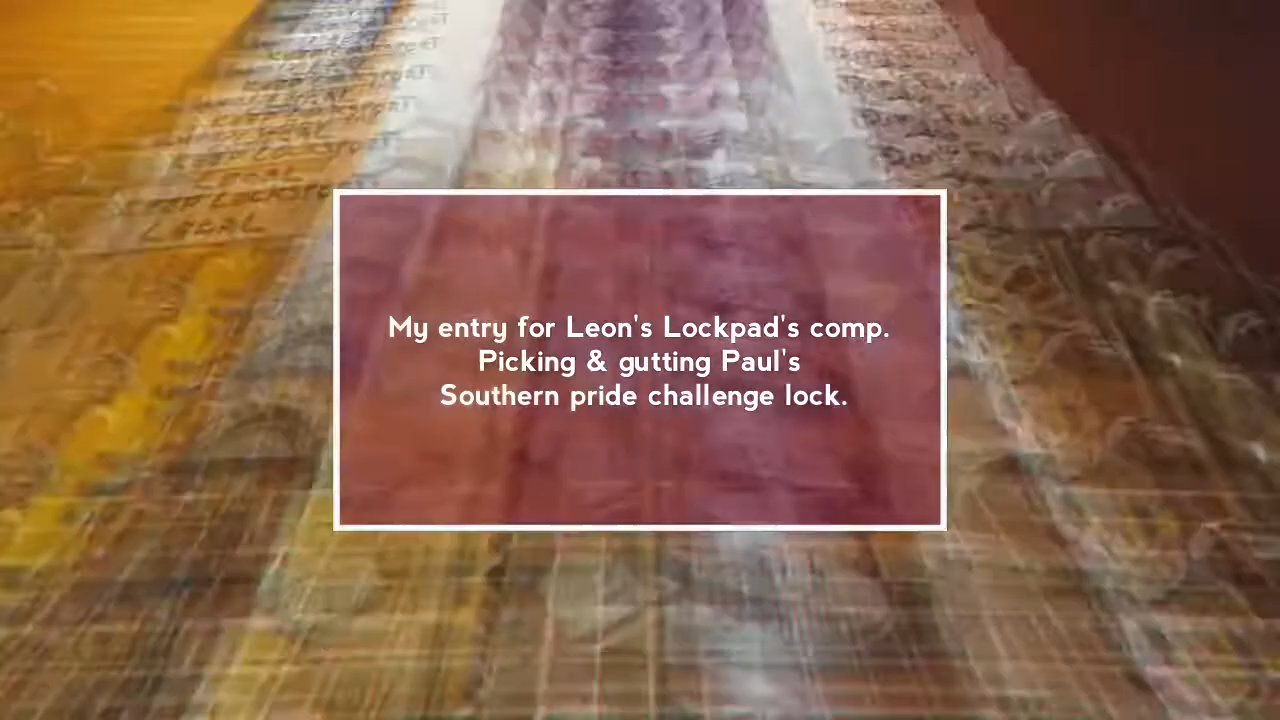 My entry for Leon's Lockpad's comp.
Picking & gutting Paul's
Southern pride challenge lock.